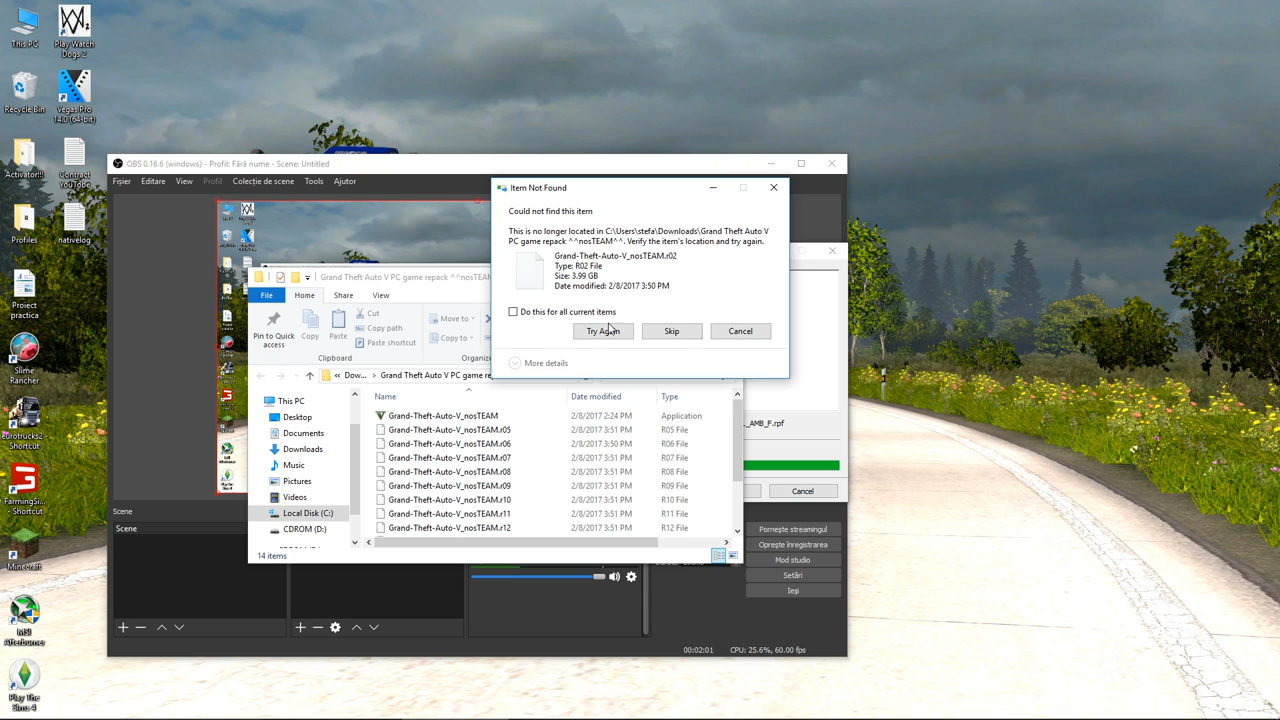 This PC
Play Watch
Dogs 2
Recycle Bin
Vegas Pro
14.0 (64-bit)
Activator!!!
Contract
YouTube
Profiles
nativelog
Proiect
practica
Slime
Rancher
eurotrucks2 -
Shortcut
FarmingSi...
- Shortcut
Minecraft
MSI
Afterburner
Play The
Sims 4
OBS 0.16.6 (windows) - Profil: Fără nume - Scene: Untitled
Fișier Editare View Profil Colecție de scene Tools Ajutor
Item Not Found
Could not find this item
This is no longer located in C:\Users\stefa\Downloads\Grand Theft Auto V
PC game repack ^^nosTEAM^^. Verify the item's location and try again.
Grand-Theft-Auto-V_nosTEAM.r02
Type: R02 File
Size: 3.99 GB
Date modified: 2/8/2017 3:50 PM
Do this for all current items
Try Again Skip Cancel
More details
Grand Theft Auto V PC game repack ^^nosTEAM
File Home Share View
Pin to Quick
access
Copy
Paste
Cut
Copy path
Paste shortcut
Move to
Copy to
Clipboard
Organize
Dow... > Grand Theft Auto V PC game re
This PC
Desktop
Documents
Downloads
Music
Pictures
Videos
Local Disk (C:)
CDROM (D:)
Name Date modified Type
Grand-Theft-Auto-V_nosTEAM 2/8/2017 2:24 PM Application
Grand-Theft-Auto-V_nosTEAM.r05 2/8/2017 3:51 PM R05 File
Grand-Theft-Auto-V_nosTEAM.r06 2/8/2017 3:50 PM R06 File
Grand-Theft-Auto-V_nosTEAM.r07 2/8/2017 3:51 PM R07 File
Grand-Theft-Auto-V_nosTEAM.r08 2/8/2017 3:51 PM R08 File
Grand-Theft-Auto-V_nosTEAM.r09 2/8/2017 3:51 PM R09 File
Grand-Theft-Auto-V_nosTEAM.r10 2/8/2017 3:51 PM R10 File
Grand-Theft-Auto-V_nosTEAM.r11 2/8/2017 3:51 PM R11 File
Grand-Theft-Auto-V_nosTEAM.r12 2/8/2017 3:51 PM R12 File
14 items
_AMB_F.rpf
Cancel
Scene
Scene
Pornește streamingul
Oprește înregistrarea
Mod studio
Setări
Ieși
00:02:01 CPU: 25.6%, 60.00 fps